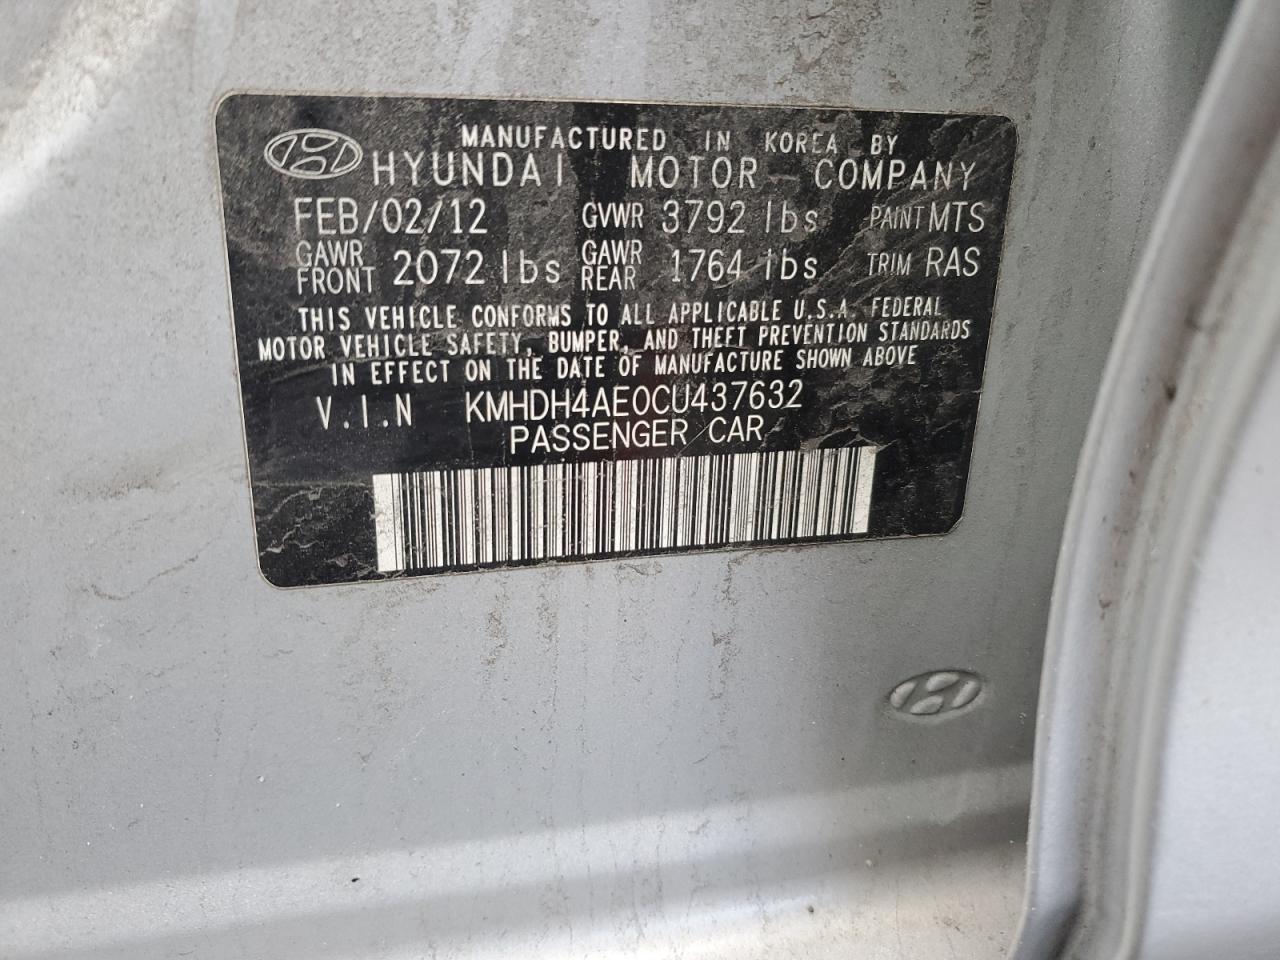 MANUFACTURED IN KOREA BY
HYUNDAI MOTOR COMPANY
FEB/02/12 GVWR 3792 lbs PAINT MTS
GAWR FRONT 2072 lbs GAWR REAR 1764 lbs TRIM RAS
THIS VEHICLE CONFORMS TO ALL APPLICABLE U.S.A. FEDERAL
MOTOR VEHICLE SAFETY, BUMPER, AND THEFT PREVENTION STANDARDS
IN EFFECT ON THE DATE OF MANUFACTURE SHOWN ABOVE
V.I.N KMHDH4AE0CU437632
PASSENGER CAR